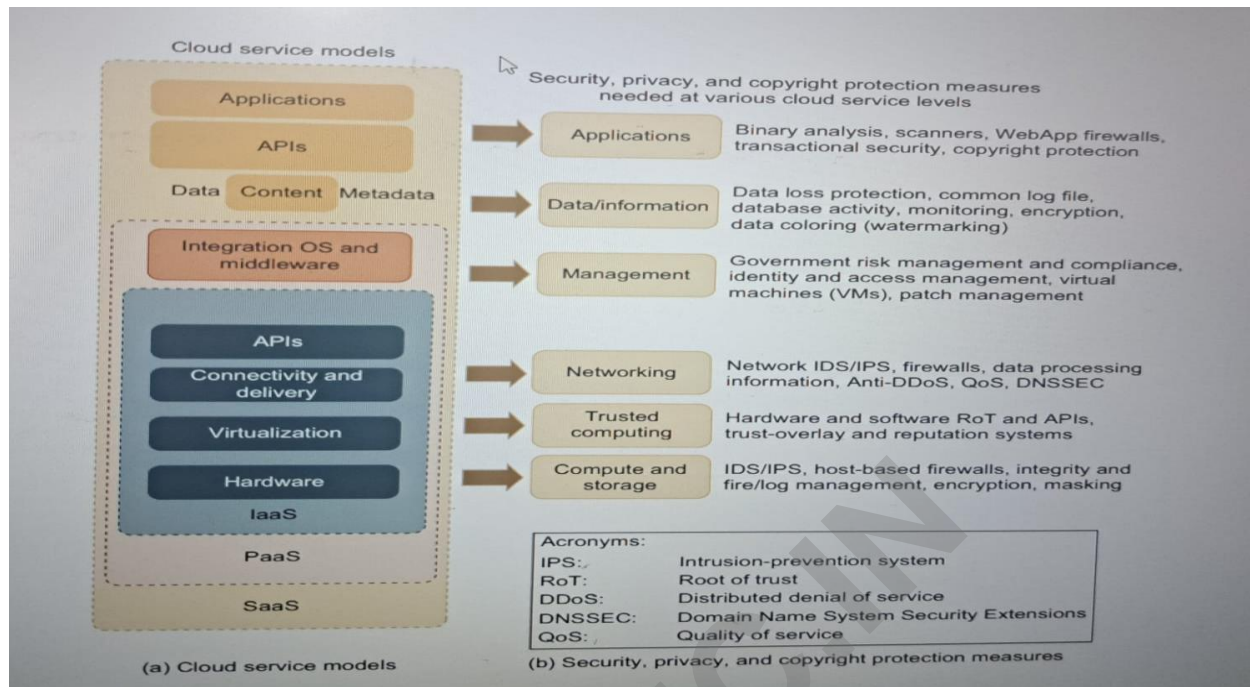 Cloud service models
Applications
APIs
Data Content Metadata
Integration OS and
middleware
APIs
Connectivity and
delivery
Virtualization
Hardware
IaaS
PaaS
SaaS
(a) Cloud service models
Security, privacy, and copyright protection measures
needed at various cloud service levels
Applications
Binary analysis, scanners, WebApp firewalls,
transactional security, copyright protection
Data/information
Data loss protection, common log file,
database activity, monitoring, encryption,
data coloring (watermarking)
Management
Government risk management and compliance,
identity and access management, virtual
machines (VMs), patch management
Networking
Network IDS/IPS, firewalls, data processing
information, Anti-DDoS, QoS, DNSSEC
Trusted
computing
Hardware and software RoT and APIs,
trust-overlay and reputation systems
Compute and
storage
IDS/IPS, host-based firewalls, integrity and
fire/log management, encryption, masking
Acronyms:
IPS: Intrusion-prevention system
RoT: Root of trust
DDoS: Distributed denial of service
DNSSEC: Domain Name System Security Extensions
QoS: Quality of service
(b) Security, privacy, and copyright protection measures